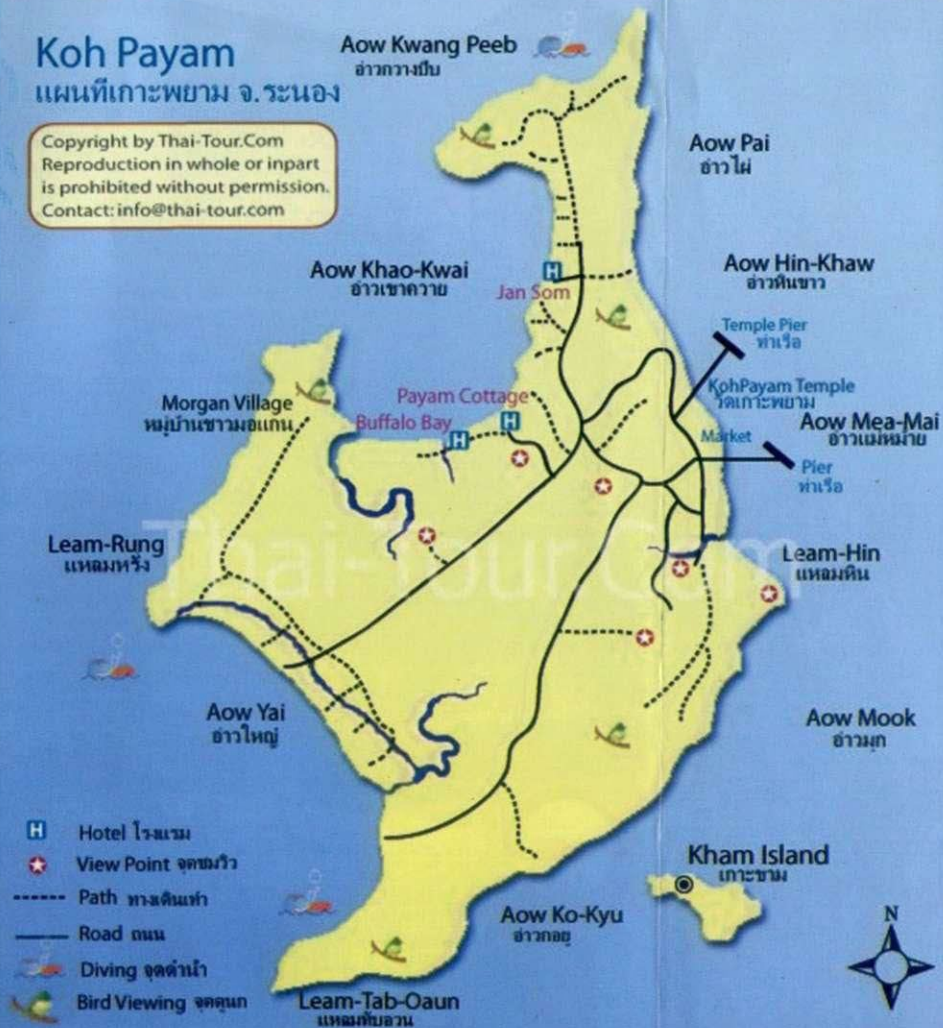 Koh Payam
แผนที่เกาะพยาม จ.ระนอง
Copyright by Thai-Tour.Com
Reproduction in whole or inpart
is prohibited without permission.
Contact: info@thai-tour.com
Aow Kwang Peeb
อ่าวกวางปีบ
Aow Pai
อ่าวไผ่
Aow Khao-Kwai
อ่าวเขาควาย
H
Jan Som
Aow Hin-Khaw
อ่าวหินขาว
Temple Pier
ท่าเรือ
KohPayam Temple
วัดเกาะพยาม
Morgan Village
หมู่บ้านชาวมอแกน
Payam Cottage
H
Buffalo Bay
H
Aow Mea-Mai
อ่าวแม่หม้าย
Market
Pier
ท่าเรือ
Thai-Tour.Com
Leam-Rung
แหลมหรั่ง
Leam-Hin
แหลมหิน
Aow Yai
อ่าวใหญ่
Aow Mook
อ่าวมุก
H Hotel โรงแรม
View Point จุดชมวิว
Path ทางเดินเท้า
Road ถนน
Diving จุดดำน้ำ
Bird Viewing จุดดูนก
Kham Island
เกาะขาม
Aow Ko-Kyu
อ่าวกอยู
N
Leam-Tab-Oaun
แหลมทับอวน